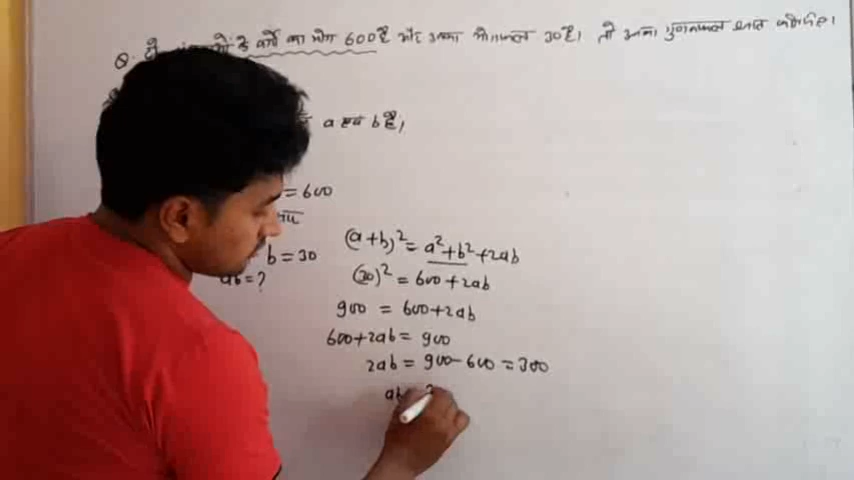 Q. के वर्गों का योग 600 है और उनका योगफल 30 है। तो उनका गुणनफल ज्ञात कीजिए।
a एवं b है।
= 600
b = 30
ab = ?
(a+b)² = a²+b²+2ab
(30)² = 600+2ab
900 = 600+2ab
600+2ab = 900
2ab = 900-600 = 300
ab